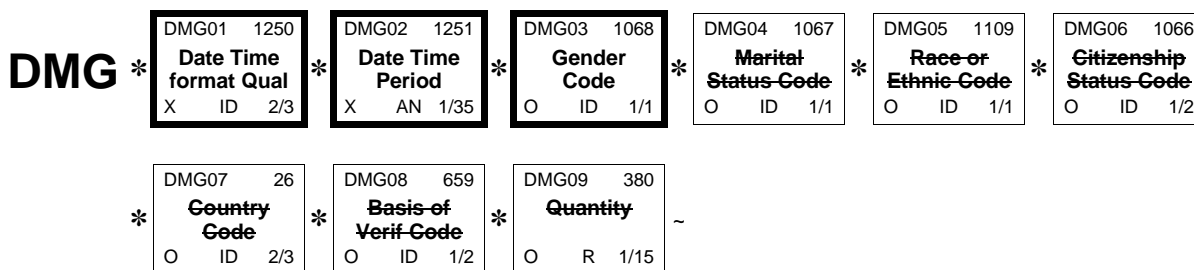 DMG01 1250 DMG02 1251 DMG03 1068 DMG04 1067 DMG05 1109 DMG06 1066
DMG * Date Time format Qual * Date Time Period * Gender Code * Marital Status Code * Race or Ethnic Code * Citizenship Status Code
X ID 2/3 X AN 1/35 O ID 1/1 O ID 1/1 O ID 1/1 O ID 1/2
DMG07 26 DMG08 659 DMG09 380
* Country Code * Basis of Verif Code * Quantity ~
O ID 2/3 O ID 1/2 O R 1/15